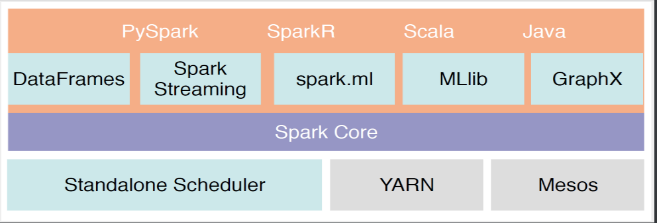 PySpark SparkR Scala Java
DataFrames
Spark
Streaming
spark.ml
MLlib
GraphX
Spark Core
Standalone Scheduler
YARN
Mesos